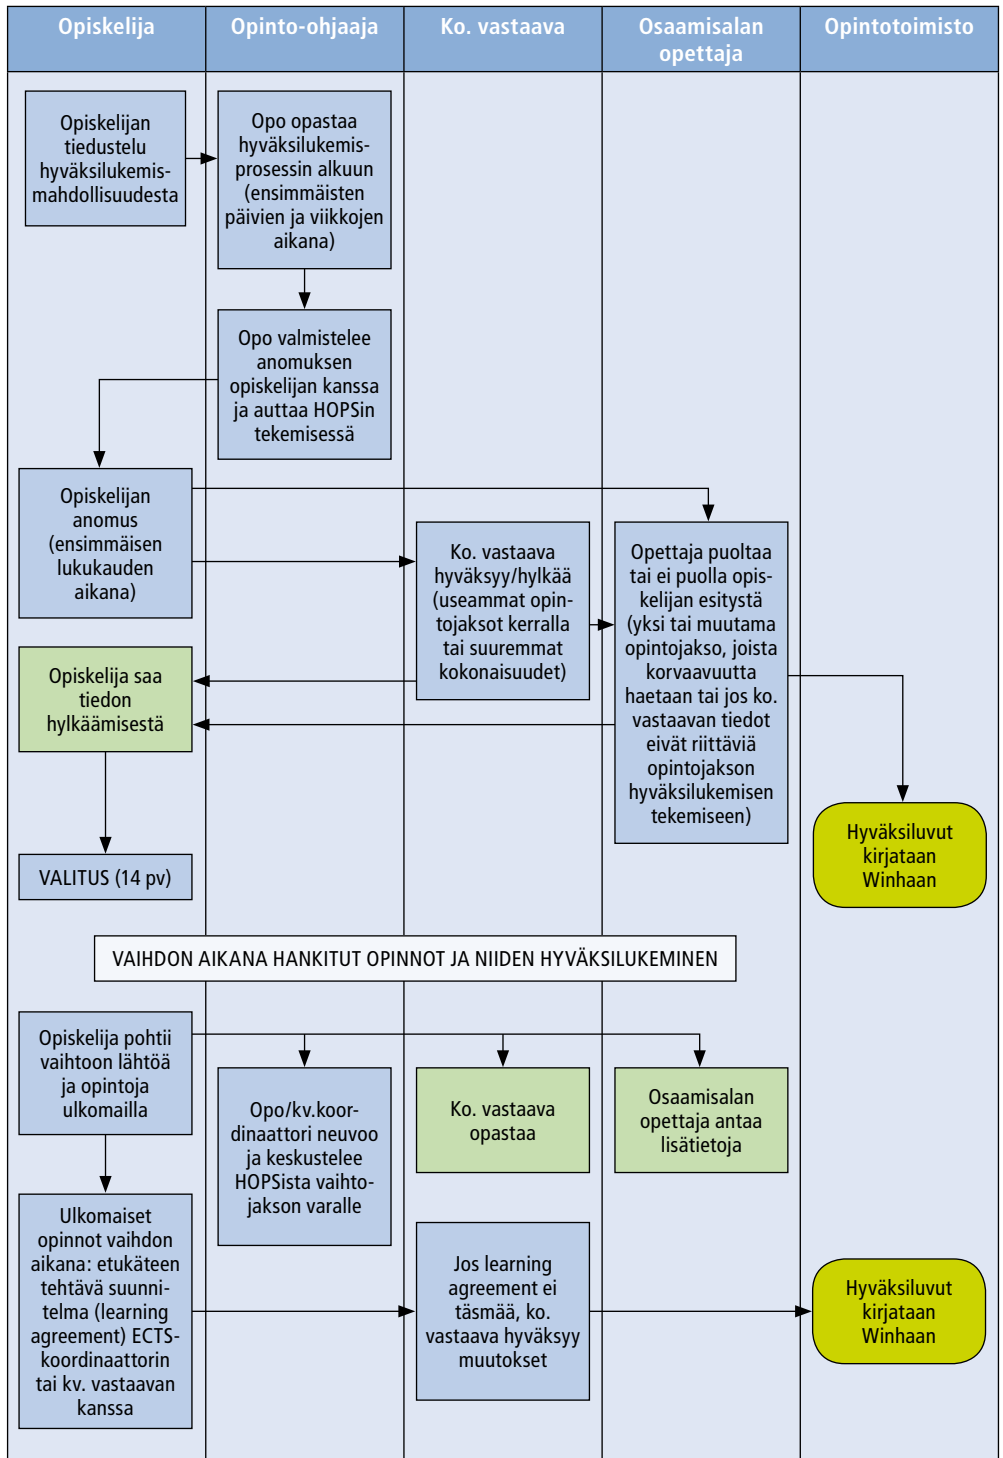 Opiskelija
Opinto-ohjaaja
Ko. vastaava
Osaamisalan
opettaja
Opintotoimisto
Opiskelijan
tiedustelu
hyväksilukemis-
mahdollisuudesta
Opo opastaa
hyväksilukemis-
prosessin alkuun
(ensimmäisten
päivien ja viikkojen
aikana)
Opo valmistelee
anomuksen
opiskelijan kanssa
ja auttaa HOPSin
tekemisessä
Opiskelijan
anomus
(ensimmäisen
lukukauden
aikana)
Ko. vastaava
hyväksyy/hylkää
(useammat opin-
tojaksot kerralla
tai suuremmat
kokonaisuudet)
Opettaja puoltaa
tai ei puolla opis-
kelijan esitystä
(yksi tai muutama
opintojakso, joista
korvaavuutta
haetaan tai jos ko.
vastaavan tiedot
eivät riittäviä
opintojakson
hyväksilukemisen
tekemiseen)
Opiskelija saa
tiedon
hylkäämisestä
VALITUS (14 pv)
Hyväksiluvut
kirjataan
Winhaan
VAIHDON AIKANA HANKITUT OPINNOT JA NIIDEN HYVÄKSILUKEMINEN
Opiskelija pohtii
vaihtoon lähtöä
ja opintoja
ulkomailla
Opo/kv.koor-
dinaattori neuvoo
ja keskustelee
HOPSista vaihto-
jakson varalle
Ko. vastaava
opastaa
Osaamisalan
opettaja antaa
lisätietoja
Ulkomaiset
opinnot vaihdon
aikana: etukäteen
tehtävä suunni-
telma (learning
agreement) ECTS-
koordinaattorin
tai kv. vastaavan
kanssa
Jos learning
agreement ei
täsmää, ko.
vastaava hyväksyy
muutokset
Hyväksiluvut
kirjataan
Winhaan